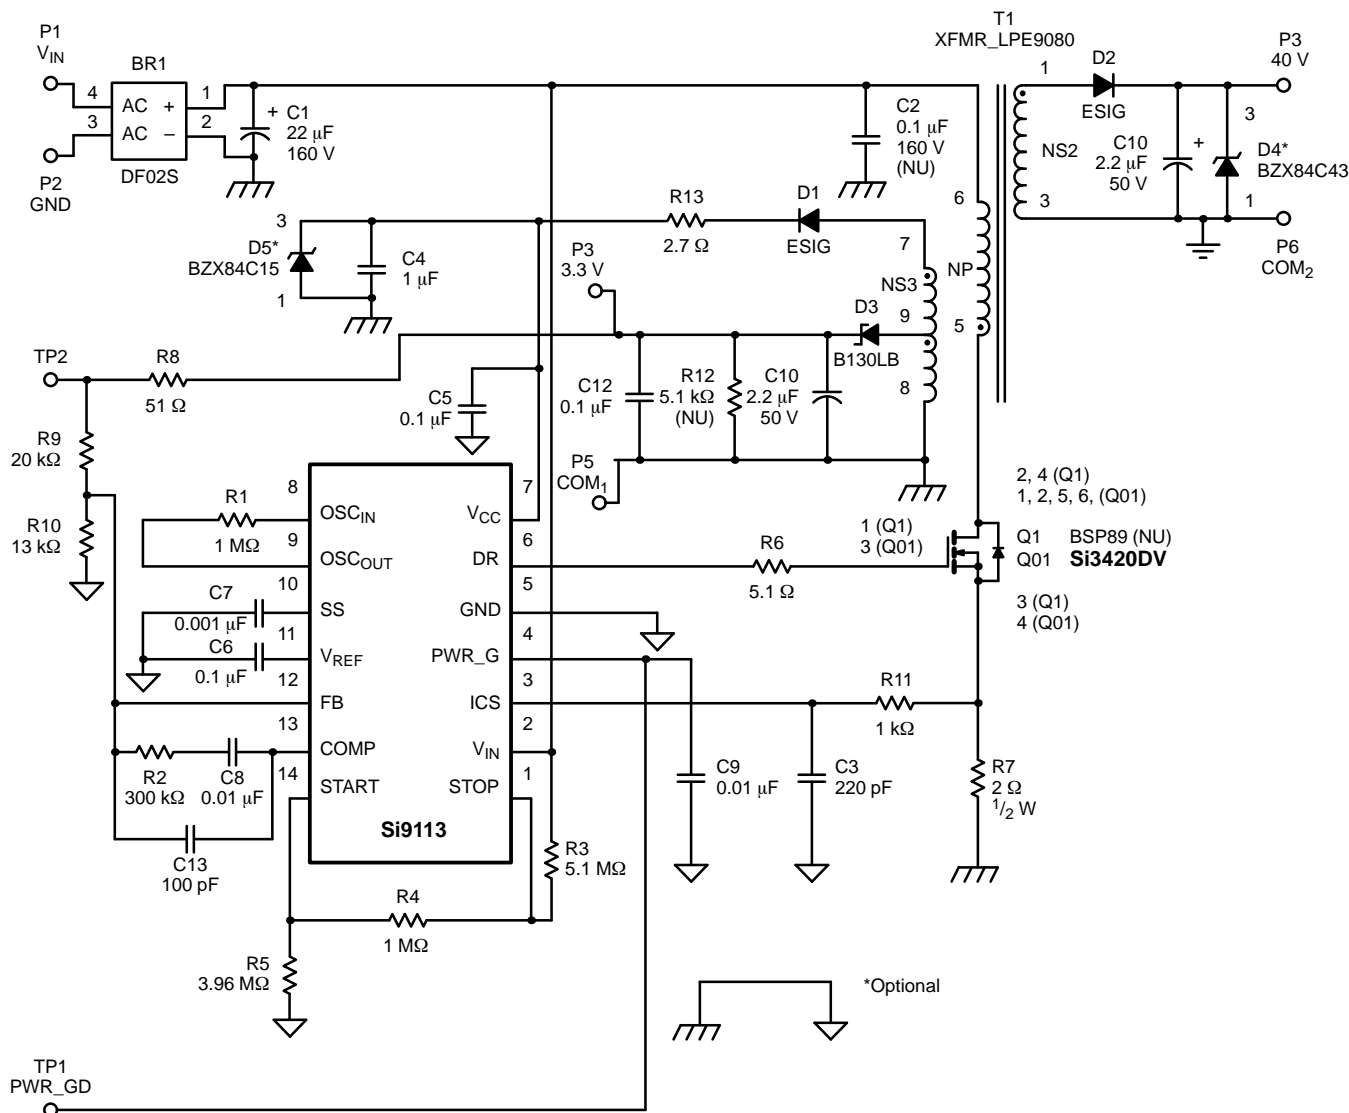 T1
XFMR_LPE9080
P1
VIN
BR1
4
AC
+
1
3
AC
–
2
DF02S
P2
GND
+
C1
22 µF
160 V
C2
0.1 µF
160 V
(NU)
1
D2
ESIG
P3
40 V
NS2
3
C10
2.2 µF
50 V
+
3
D4*
BZX84C43
1
P6
COM2
6
NP
5
3
D5*
BZX84C15
1
C4
1 µF
R13
2.7 Ω
D1
ESIG
7
NS3
9
8
P3
3.3 V
D3
B130LB
TP2
R8
51 Ω
C5
0.1 µF
C12
0.1 µF
R12
5.1 kΩ
(NU)
C10
2.2 µF
50 V
P5
COM1
R9
20 kΩ
R10
13 kΩ
R1
1 MΩ
8
OSCIN
9
OSCOUT
10
SS
11
VREF
12
FB
13
COMP
14
START
7
VCC
6
DR
5
GND
4
PWR_G
3
ICS
2
VIN
1
STOP
Si9113
C7
0.001 µF
C6
0.1 µF
R2
300 kΩ
C8
0.01 µF
C13
100 pF
R6
5.1 Ω
2, 4 (Q1)
1, 2, 5, 6, (Q01)
1 (Q1)
3 (Q01)
Q1
BSP89 (NU)
Q01
Si3420DV
3 (Q1)
4 (Q01)
R11
1 kΩ
C9
0.01 µF
C3
220 pF
R7
2 Ω
1/2 W
R3
5.1 MΩ
R4
1 MΩ
R5
3.96 MΩ
*Optional
TP1
PWR_GD